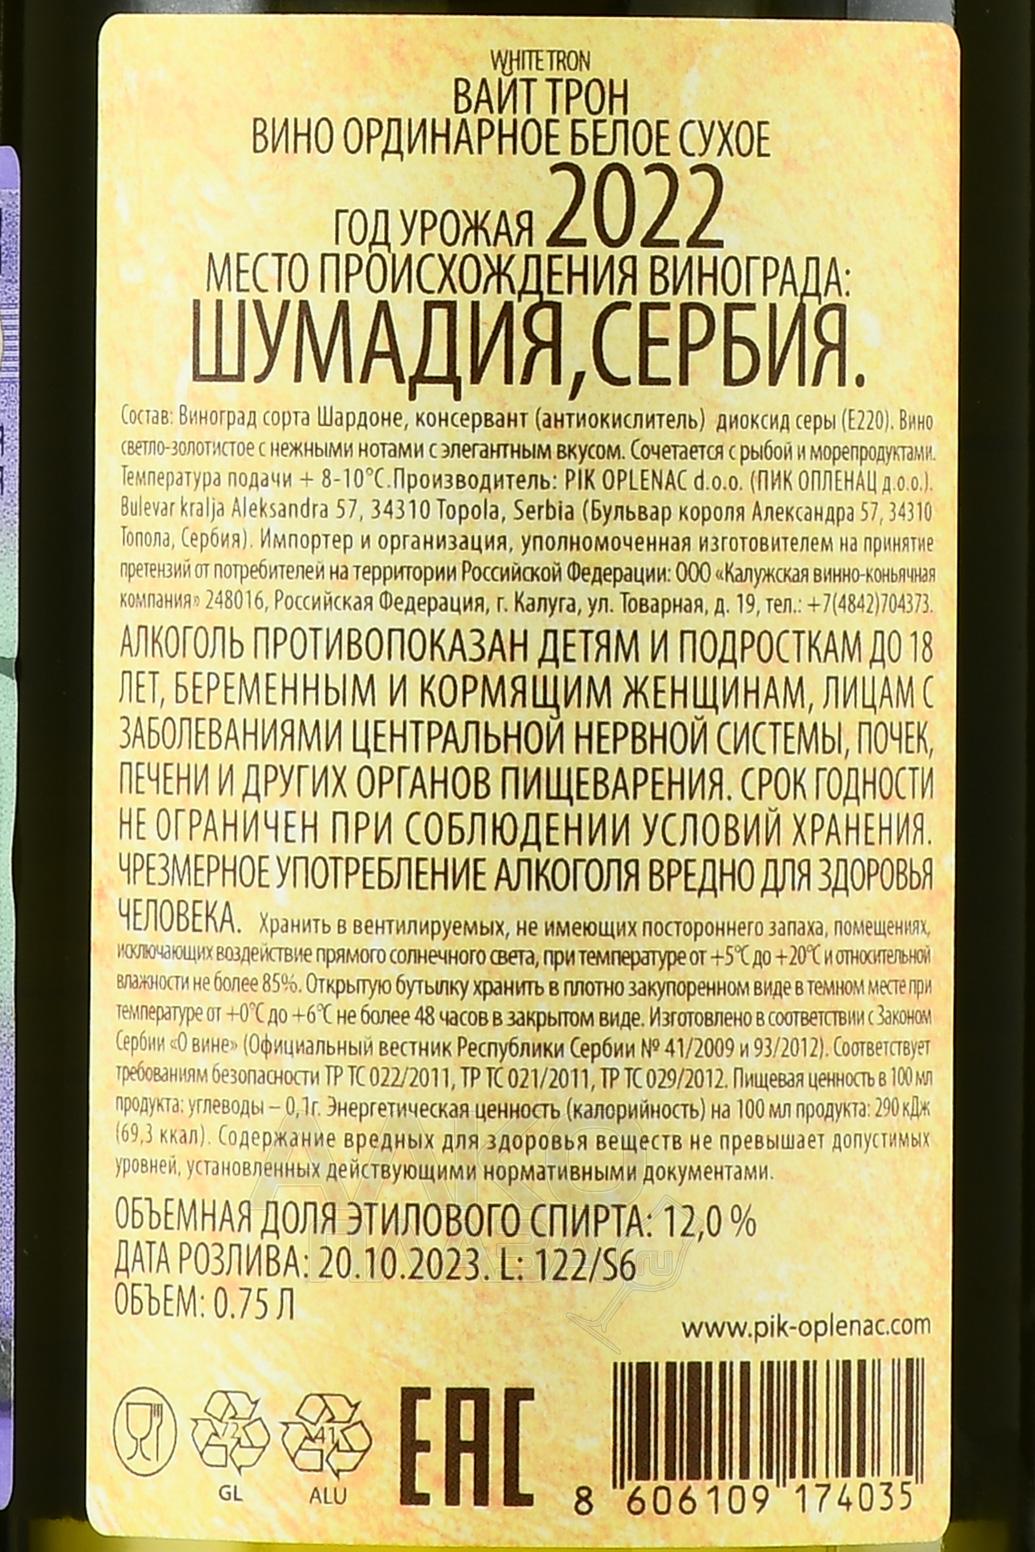 WHITE TRON
ВАЙТ ТРОН
ВИНО ОРДИНАРНОЕ БЕЛОЕ СУХОЕ
ГОД УРОЖАЯ 2022
МЕСТО ПРОИСХОЖДЕНИЯ ВИНОГРАДА:
ШУМАДИЯ,СЕРБИЯ.
Состав: Виноград сорта Шардоне, консервант (антиокислитель) диоксид серы (E220). Вино
светло-золотистое с нежными нотами с элегантным вкусом. Сочетается с рыбой и морепродуктами.
Температура подачи + 8-10°C.Производитель: PIK OPLENAC d.o.o. (ПИК ОПЛЕНАЦ д.о.о.).
Bulevar kralja Aleksandra 57, 34310 Topola, Serbia (Бульвар короля Александра 57, 34310
Топола, Сербия). Импортер и организация, уполномоченная изготовителем на принятие
претензий от потребителей на территории Российской Федерации: ООО «Калужская винно-коньячная
компания» 248016, Российская Федерация, г. Калуга, ул. Товарная, д. 19, тел.: +7(4842)704373.
АЛКОГОЛЬ ПРОТИВОПОКАЗАН ДЕТЯМ И ПОДРОСТКАМ ДО 18
ЛЕТ, БЕРЕМЕННЫМ И КОРМЯЩИМ ЖЕНЩИНАМ, ЛИЦАМ С
ЗАБОЛЕВАНИЯМИ ЦЕНТРАЛЬНОЙ НЕРВНОЙ СИСТЕМЫ, ПОЧЕК,
ПЕЧЕНИ И ДРУГИХ ОРГАНОВ ПИЩЕВАРЕНИЯ. СРОК ГОДНОСТИ
НЕ ОГРАНИЧЕН ПРИ СОБЛЮДЕНИИ УСЛОВИЙ ХРАНЕНИЯ.
ЧРЕЗМЕРНОЕ УПОТРЕБЛЕНИЕ АЛКОГОЛЯ ВРЕДНО ДЛЯ ЗДОРОВЬЯ
ЧЕЛОВЕКА. Хранить в вентилируемых, не имеющих постороннего запаха, помещениях,
исключающих воздействие прямого солнечного света, при температуре от +5°C до +20°C и относительной
влажности не более 85%. Открытую бутылку хранить в плотно закупоренном виде в темном месте при
температуре от +0°C до +6°C не более 48 часов в закрытом виде. Изготовлено в соответствии с Законом
Сербии «О вине» (Официальный вестник Республики Сербии № 41/2009 и 93/2012). Соответствует
требованиям безопасности ТР ТС 022/2011, ТР ТС 021/2011, ТР ТС 029/2012. Пищевая ценность в 100 мл
продукта: углеводы – 0,1г. Энергетическая ценность (калорийность) на 100 мл продукта: 290 кДж
(69,3 ккал). Содержание вредных для здоровья веществ не превышает допустимых
уровней, установленных действующими нормативными документами.
ОБЪЕМНАЯ ДОЛЯ ЭТИЛОВОГО СПИРТА: 12,0 %
ДАТА РОЗЛИВА: 20.10.2023. L: 122/S6
ОБЪЕМ: 0.75 Л
www.pik-oplenac.com
41
GL
ALU
EAC
8 606109 174035